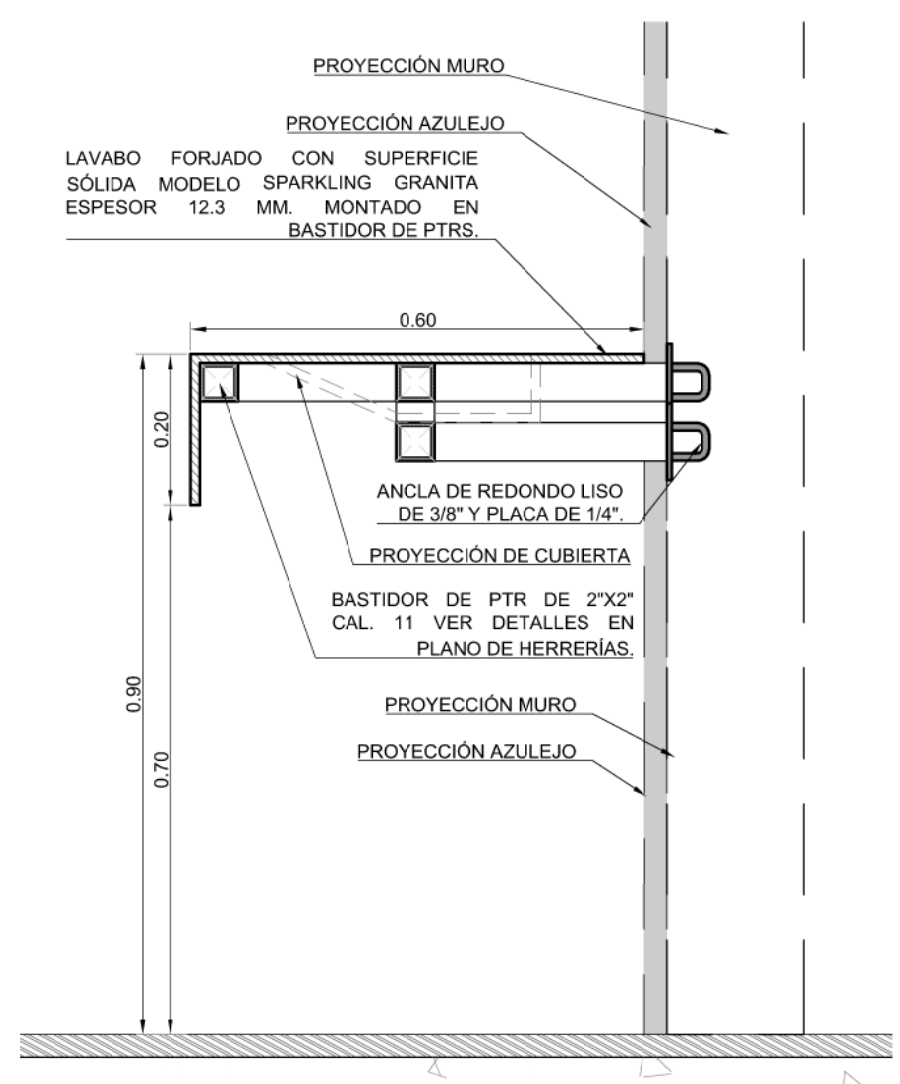 PROYECCIÓN MURO
PROYECCIÓN AZULEJO
LAVABO FORJADO CON SUPERFICIE
SÓLIDA MODELO SPARKLING GRANITA
ESPESOR 12.3 MM. MONTADO EN
BASTIDOR DE PTRS.
0.60
0.20
ANCLA DE REDONDO LISO
DE 3/8" Y PLACA DE 1/4".
PROYECCIÓN DE CUBIERTA
BASTIDOR DE PTR DE 2"X2"
CAL. 11 VER DETALLES EN
PLANO DE HERRERÍAS.
0.90
0.70
PROYECCIÓN MURO
PROYECCIÓN AZULEJO